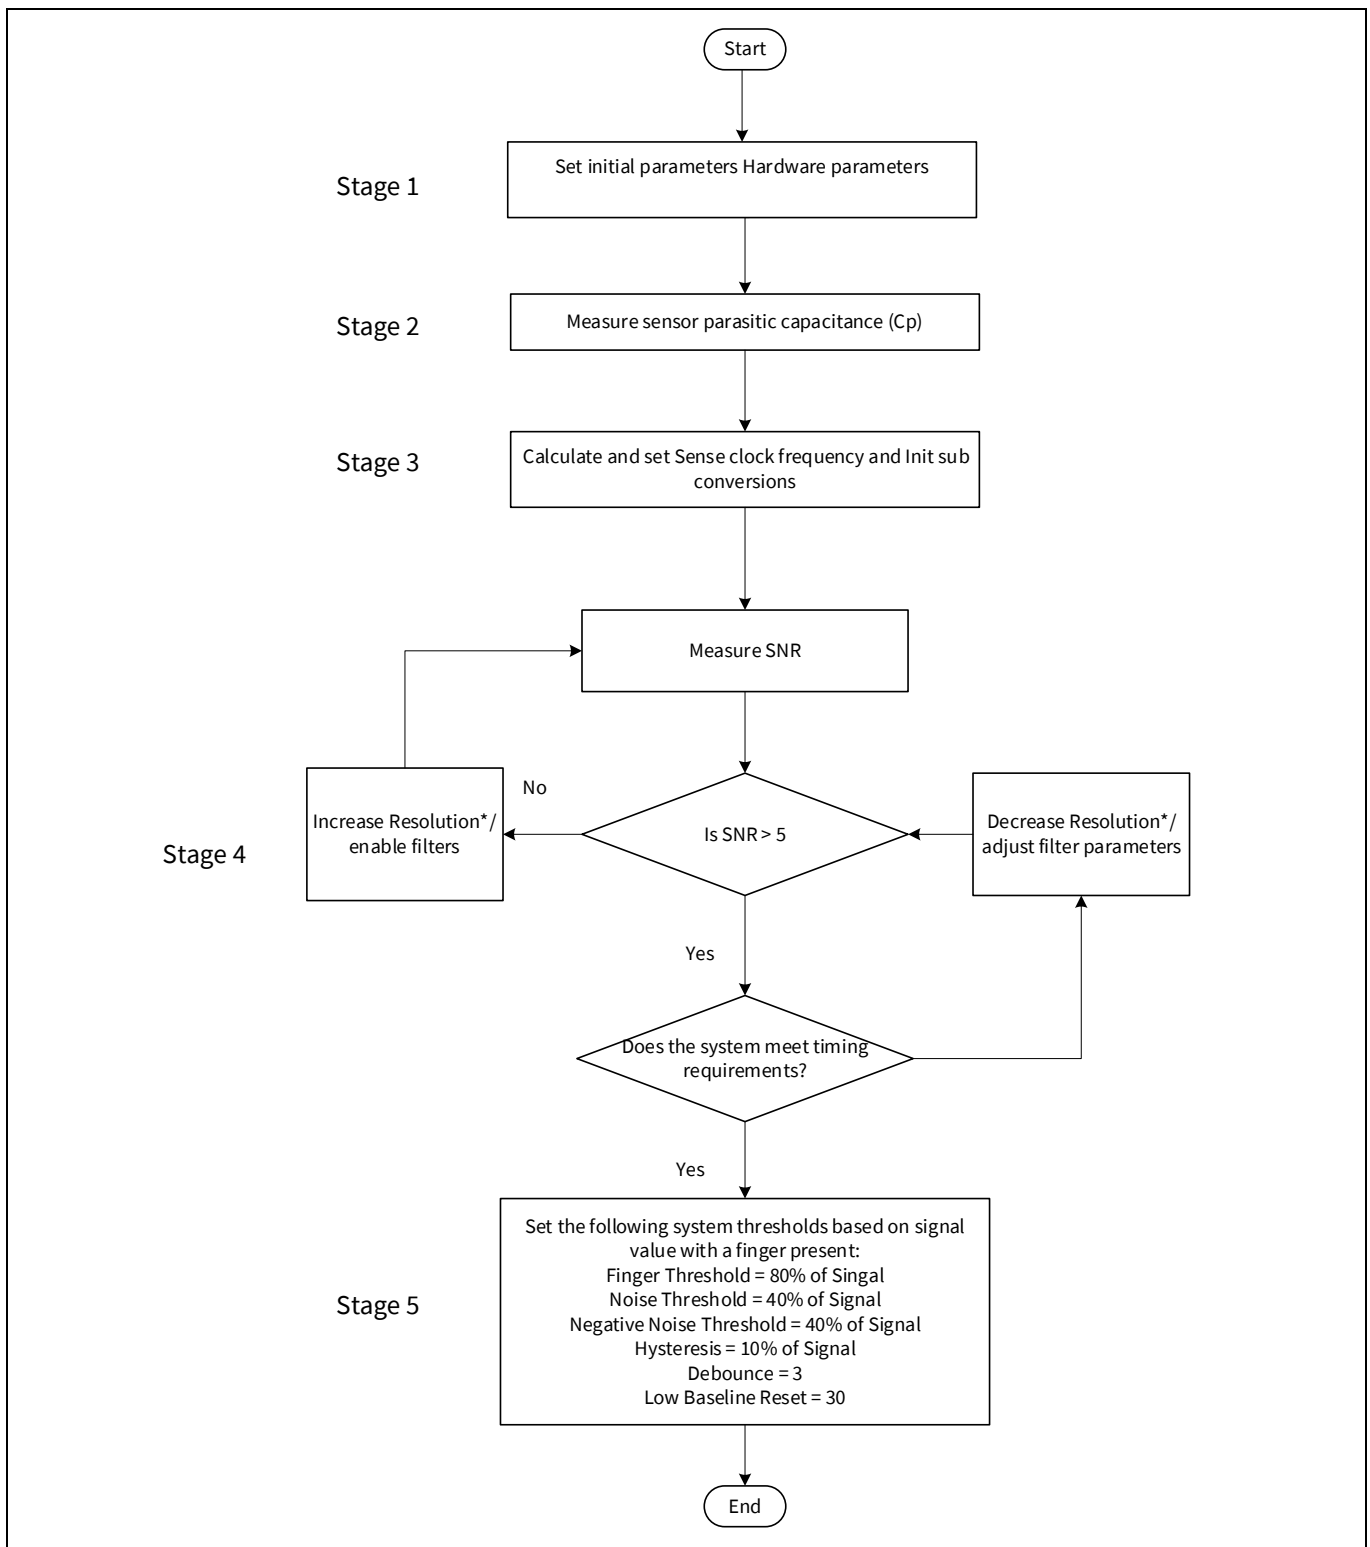 Start
Stage 1
Set initial parameters Hardware parameters
Stage 2
Measure sensor parasitic capacitance (Cp)
Stage 3
Calculate and set Sense clock frequency and Init sub
conversions
Measure SNR
No
Increase Resolution*/
enable filters
Is SNR > 5
Decrease Resolution*/
adjust filter parameters
Stage 4
Yes
Does the system meet timing
requirements?
Yes
Stage 5
Set the following system thresholds based on signal
value with a finger present:
Finger Threshold = 80% of Singal
Noise Threshold = 40% of Signal
Negative Noise Threshold = 40% of Signal
Hysteresis = 10% of Signal
Debounce = 3
Low Baseline Reset = 30
End